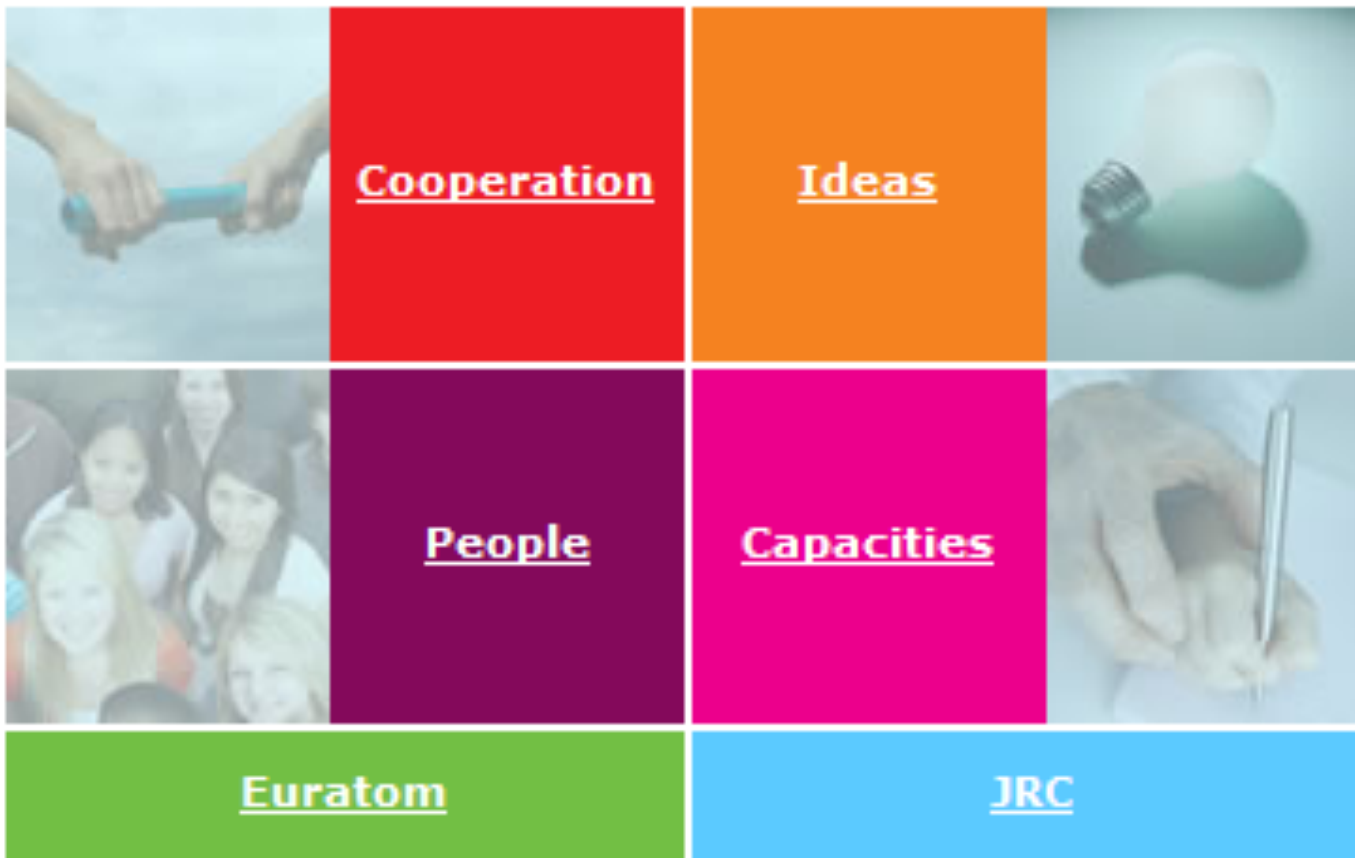 Cooperation
Ideas
People
Capacities
Euratom
JRC